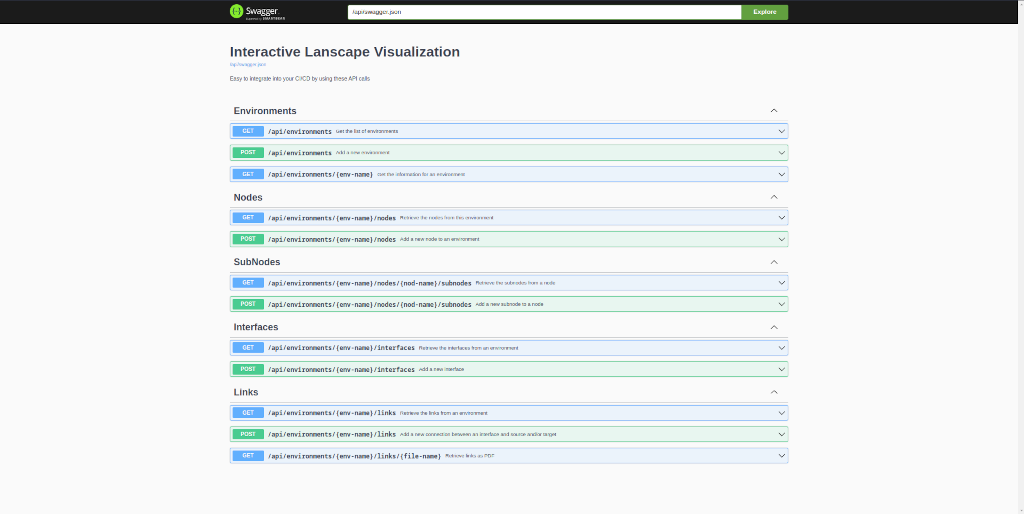 Swagger.
Supported by SMARTBEAR
/api/swagger.json
Explore
Interactive Lanscape Visualization
/api/swagger.json
Easy to integrate into your CI/CD by using these API calls
Environments
GET /api/environments Get the list of environments
POST /api/environments Add a new environment
GET /api/environments/{env-name} Get the information for an environment
Nodes
GET /api/environments/{env-name}/nodes Retrieve the nodes from this environment
POST /api/environments/{env-name}/nodes Add a new node to an environment
SubNodes
GET /api/environments/{env-name}/nodes/{nod-name}/subnodes Retrieve the subnodes from a node
POST /api/environments/{env-name}/nodes/{nod-name}/subnodes Add a new subnode to a node
Interfaces
GET /api/environments/{env-name}/interfaces Retrieve the interfaces from an environment
POST /api/environments/{env-name}/interfaces Add a new interface
Links
GET /api/environments/{env-name}/links Retrieve the links from an environment
POST /api/environments/{env-name}/links Add a new connection between an interface and source and/or target
GET /api/environments/{env-name}/links/{file-name} Retrieve links as PDF